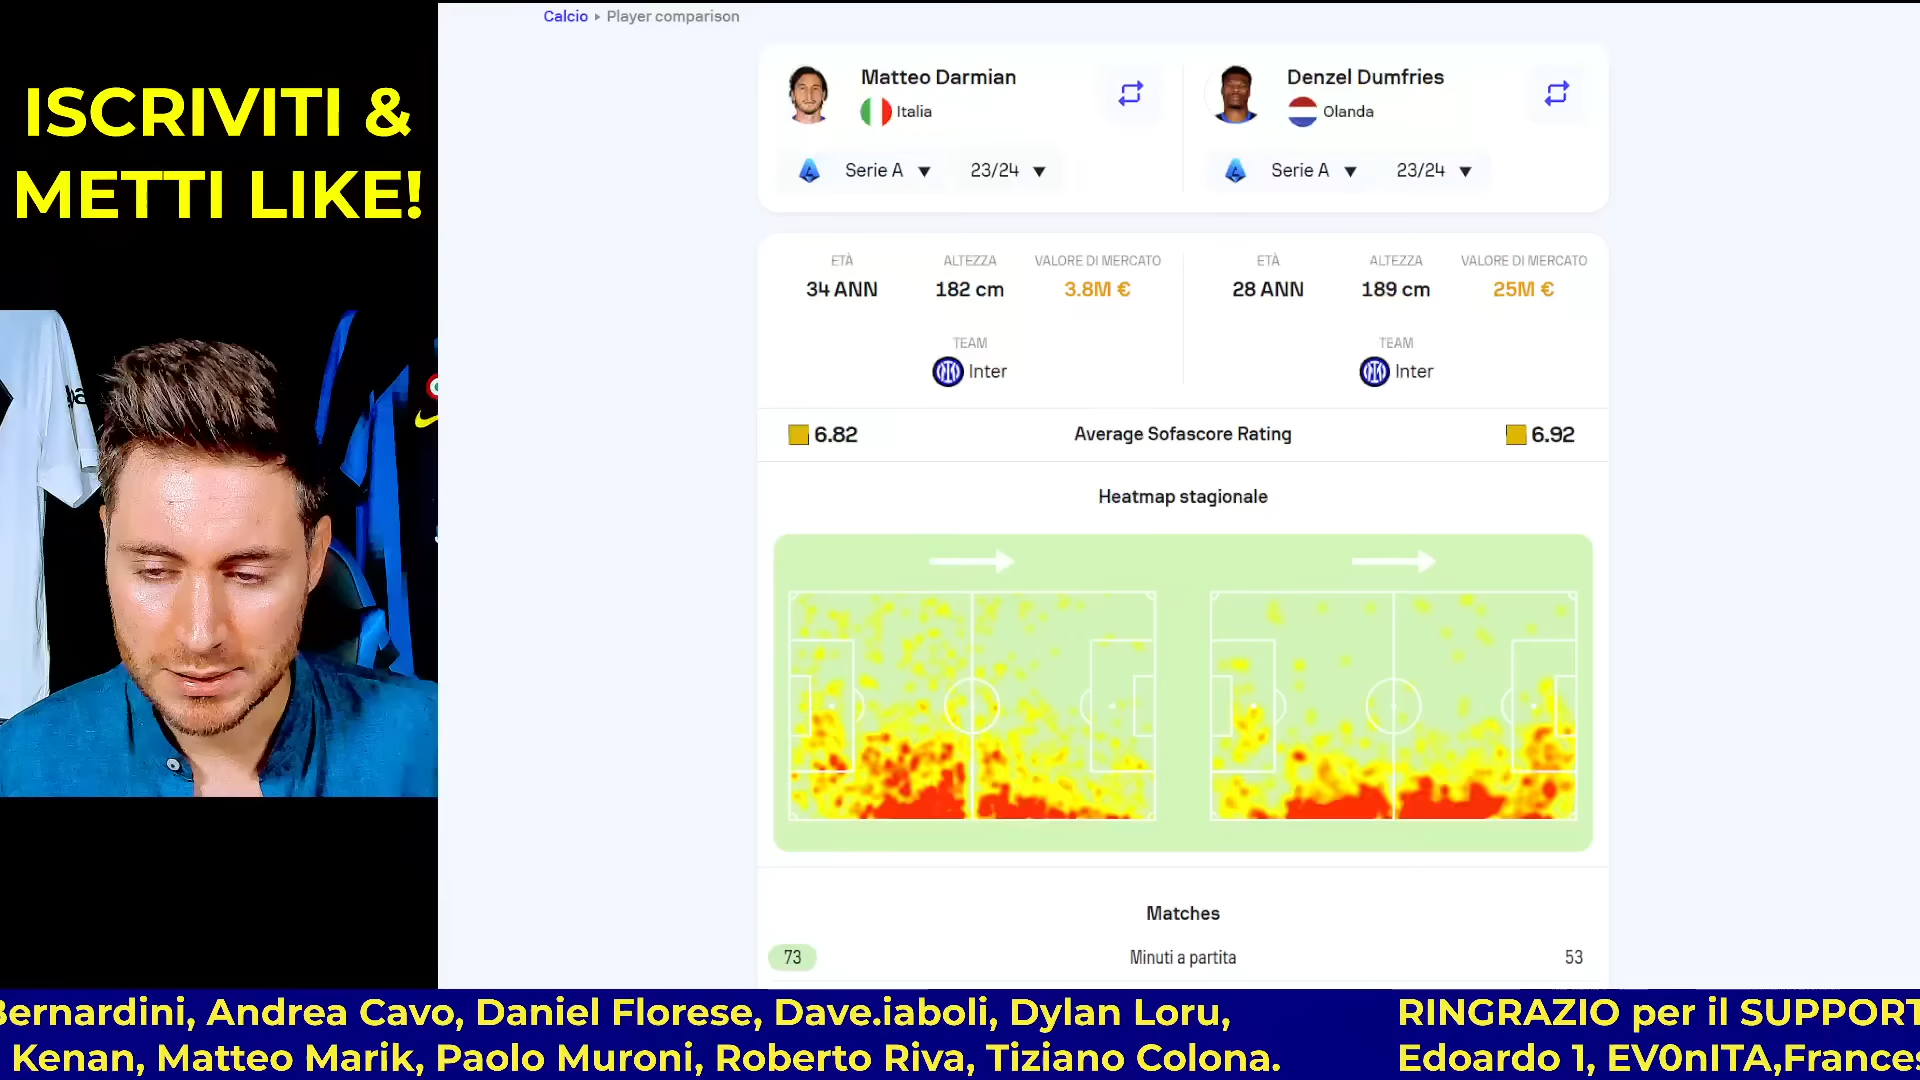 Calcio ▸ Player comparison
ISCRIVITI &
METTI LIKE!
Matteo Darmian
Italia
Serie A ▼ 23/24 ▼
Denzel Dumfries
Olanda
Serie A ▼ 23/24 ▼
ETÀ ALTEZZA VALORE DI MERCATO
34 ANN 182 cm 3.8M €
TEAM
Inter
ETÀ ALTEZZA VALORE DI MERCATO
28 ANN 189 cm 25M €
TEAM
Inter
6.82 Average Sofascore Rating 6.92
Heatmap stagionale
Matches
73 Minuti a partita 53
Bernardini, Andrea Cavo, Daniel Florese, Dave.iaboli, Dylan Loru,
Kenan, Matteo Marik, Paolo Muroni, Roberto Riva, Tiziano Colona.
RINGRAZIO per il SUPPORT
Edoardo 1, EV0nITA,Frances